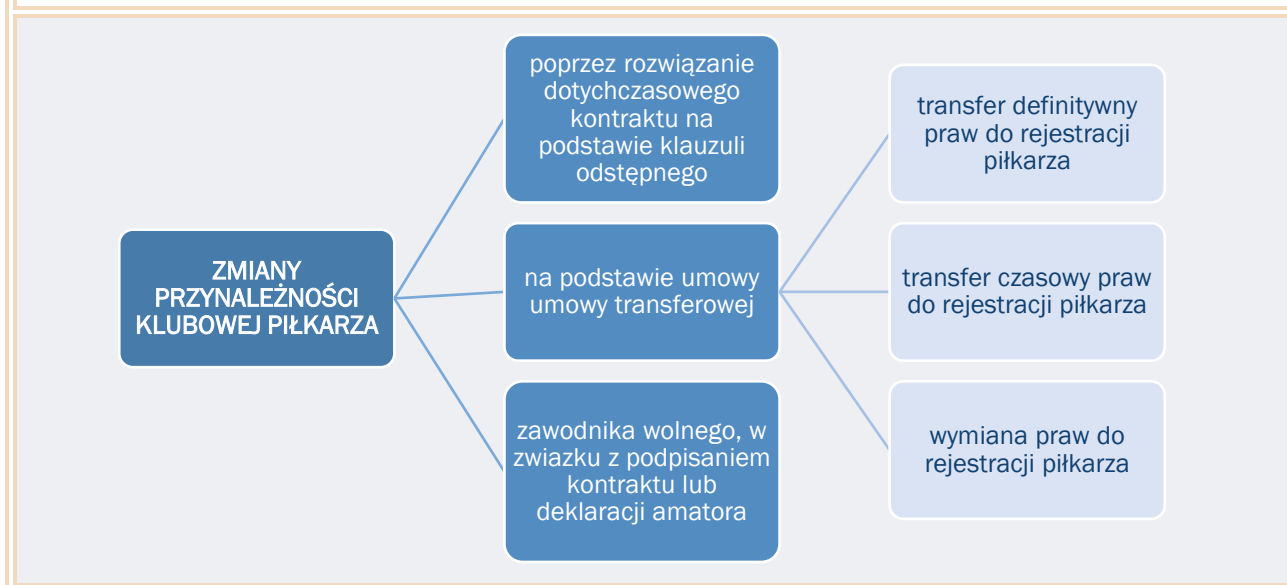 ZMIANY
PRZYNALEŻNOŚCI
KLUBOWEJ PIŁKARZA
poprzez rozwiązanie
dotychczasowego
kontraktu na
podstawie klauzuli
odstępnego
na podstawie umowy
umowy transferowej
zawodnika wolnego, w
zwiazku z podpisaniem
kontraktu lub
deklaracji amatora
transfer definitywny
praw do rejestracji
piłkarza
transfer czasowy praw
do rejestracji piłkarza
wymiana praw do
rejestracji piłkarza